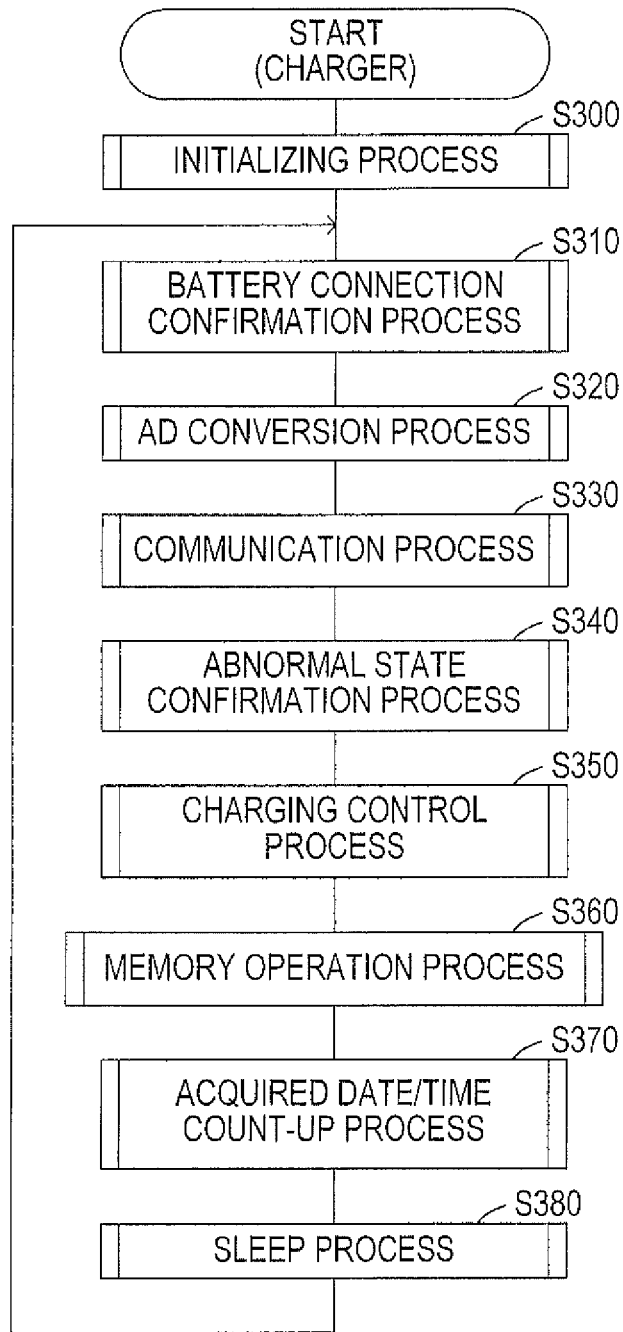 START
(CHARGER)
S300
INITIALIZING PROCESS
S310
BATTERY CONNECTION
CONFIRMATION PROCESS
S320
AD CONVERSION PROCESS
S330
COMMUNICATION PROCESS
S340
ABNORMAL STATE
CONFIRMATION PROCESS
S350
CHARGING CONTROL
PROCESS
S360
MEMORY OPERATION PROCESS
S370
ACQUIRED DATE/TIME
COUNT-UP PROCESS
S380
SLEEP PROCESS